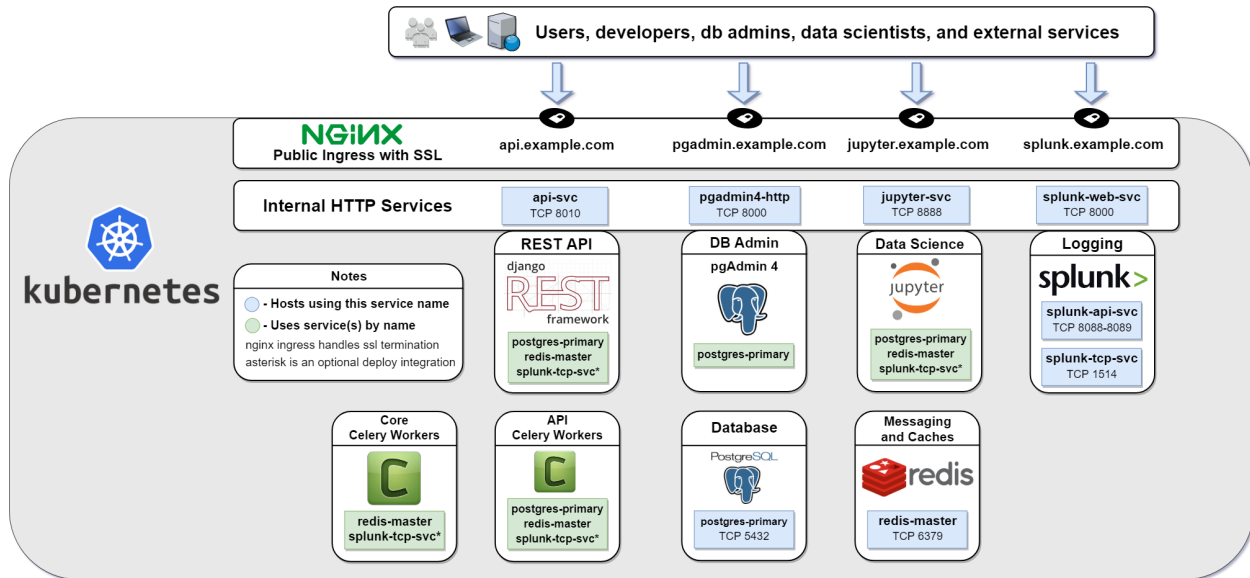 Users, developers, db admins, data scientists, and external services
NGINX
Public Ingress with SSL
api.example.com
pgadmin.example.com
jupyter.example.com
splunk.example.com
Internal HTTP Services
api-svc
TCP 8010
pgadmin4-http
TCP 8000
jupyter-svc
TCP 8888
splunk-web-svc
TCP 8000
kubernetes
Notes
- Hosts using this service name
- Uses service(s) by name
nginx ingress handles ssl termination
asterisk is an optional deploy integration
REST API
django
REST
framework
postgres-primary
redis-master
splunk-tcp-svc*
DB Admin
pgAdmin 4
postgres-primary
Data Science
jupyter
postgres-primary
redis-master
splunk-tcp-svc*
Logging
splunk>
splunk-api-svc
TCP 8088-8089
splunk-tcp-svc
TCP 1514
Core
Celery Workers
C
redis-master
splunk-tcp-svc*
API
Celery Workers
C
postgres-primary
redis-master
splunk-tcp-svc*
Database
PostgreSQL
postgres-primary
TCP 5432
Messaging
and Caches
redis
redis-master
TCP 6379